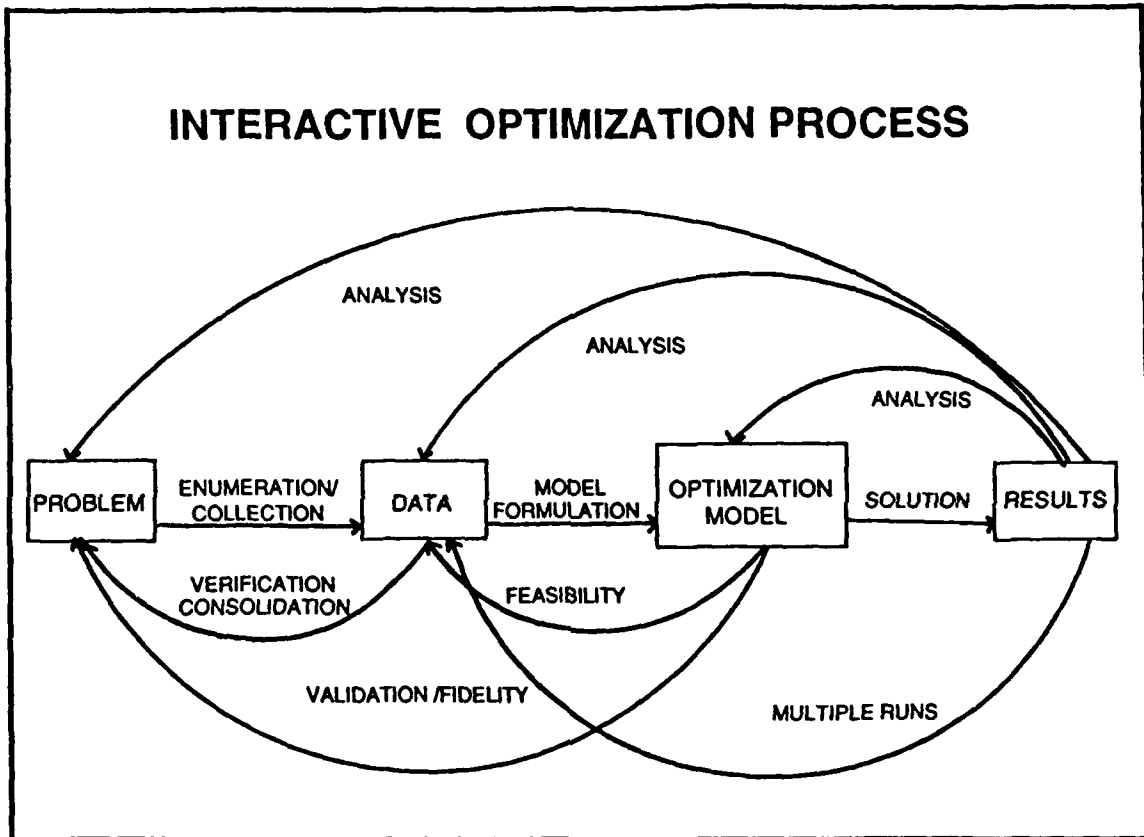 INTERACTIVE OPTIMIZATION PROCESS
ANALYSIS
ANALYSIS
ANALYSIS
PROBLEM
ENUMERATION/
COLLECTION
DATA
MODEL
FORMULATION
OPTIMIZATION
MODEL
SOLUTION
RESULTS
VERIFICATION
CONSOLIDATION
FEASIBILITY
VALIDATION /FIDELITY
MULTIPLE RUNS